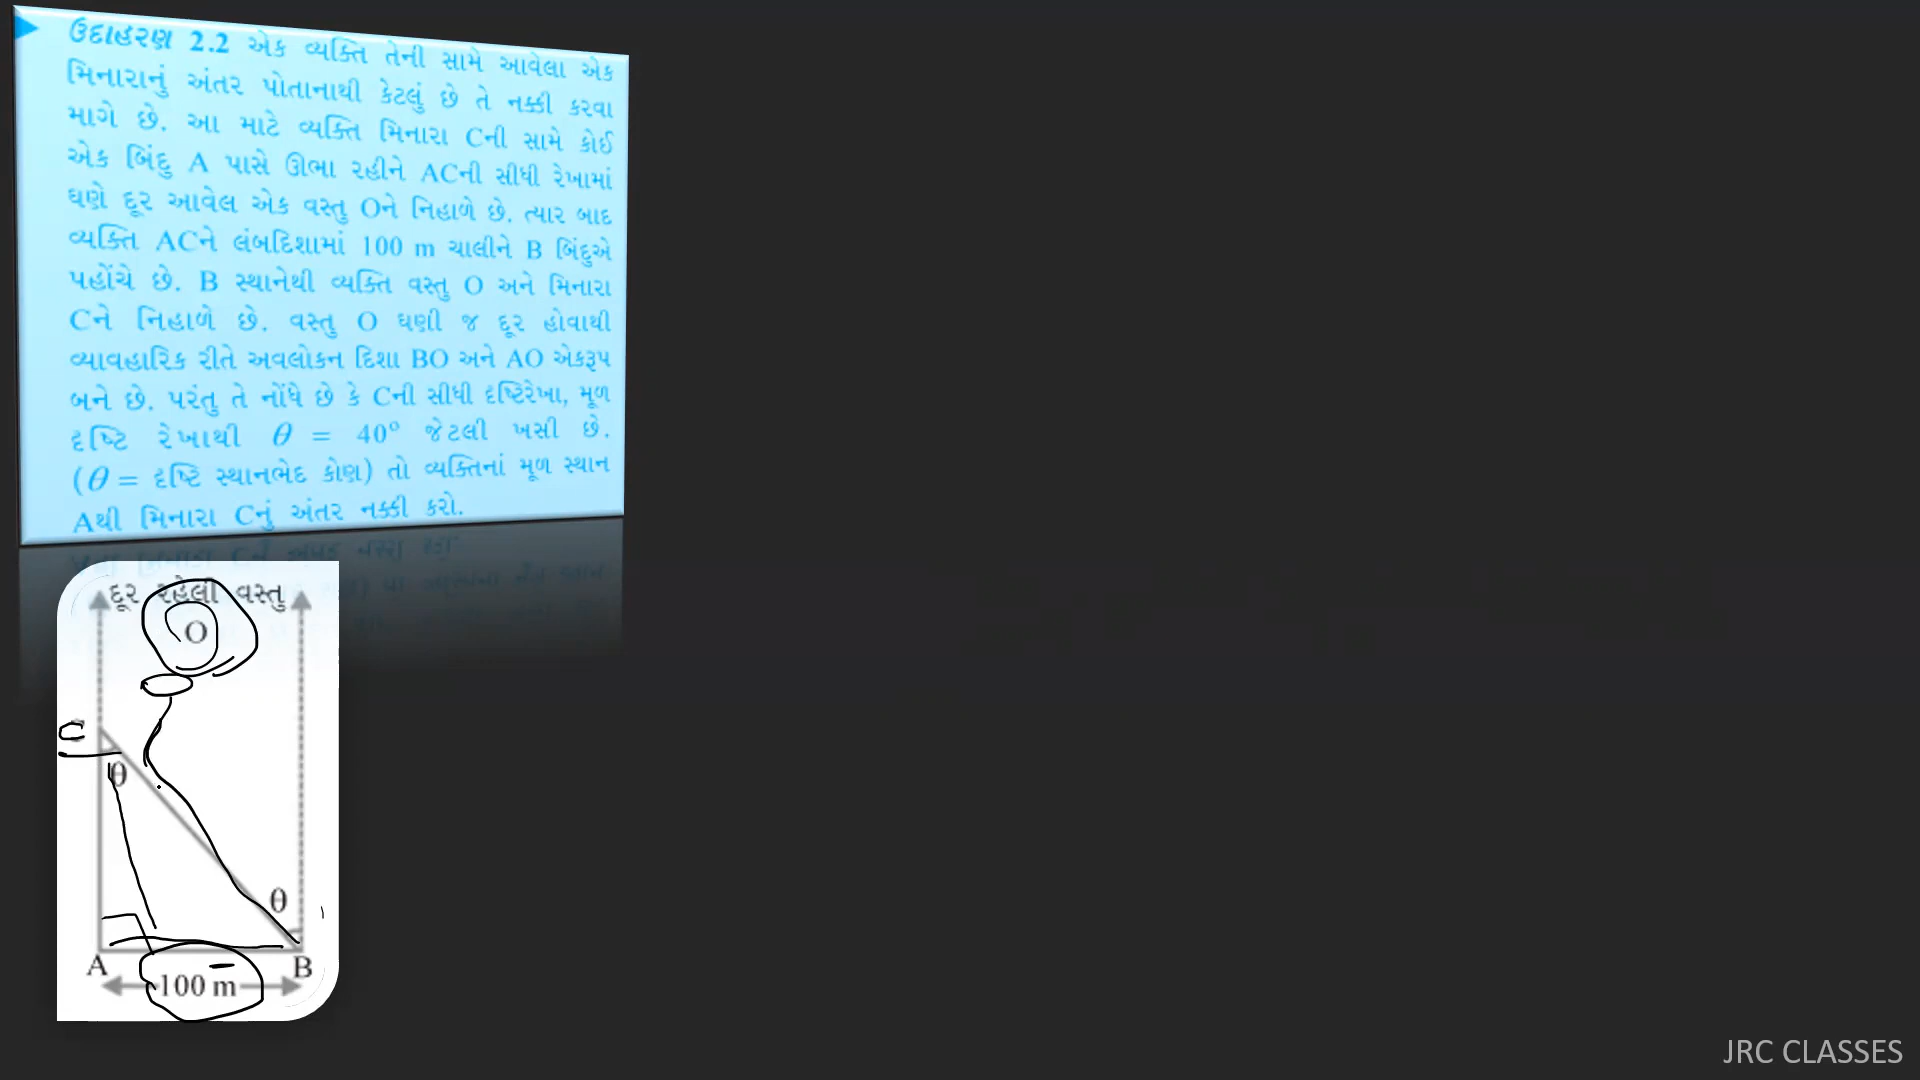 ઉદાહરણ 2.2 એક વ્યક્તિ તેની સામે આવેલા એક
મિનારાનું અંતર પોતાનાથી કેટલું છે તે નક્કી કરવા
માગે છે. આ માટે વ્યક્તિ મિનારા Cની સામે કોઈ
એક બિંદુ A પાસે ઊભા રહીને ACની સીધી રેખામાં
ઘણે દૂર આવેલ એક વસ્તુ Oને નિહાળે છે. ત્યાર બાદ
વ્યક્તિ ACને લંબદિશામાં 100 m ચાલીને B બિંદુએ
પહોંચે છે. B સ્થાનેથી વ્યક્તિ વસ્તુ O અને મિનારા
Cને નિહાળે છે. વસ્તુ O ઘણી જ દૂર હોવાથી
વ્યાવહારિક રીતે અવલોકન દિશા BO અને AO એકરૂપ
બને છે. પરંતુ તે નોંધે છે કે Cની સીધી દૃષ્ટિરેખા, મૂળ
દૃષ્ટિ રેખાથી θ = 40° જેટલી ખસી છે.
(θ = દૃષ્ટિ સ્થાનભેદ કોણ) તો વ્યક્તિનાં મૂળ સ્થાન
Aથી મિનારા Cનું અંતર નક્કી કરો.
દૂર રહેલી વસ્તુ
O
C
θ
θ
A B
100 m
JRC CLASSES